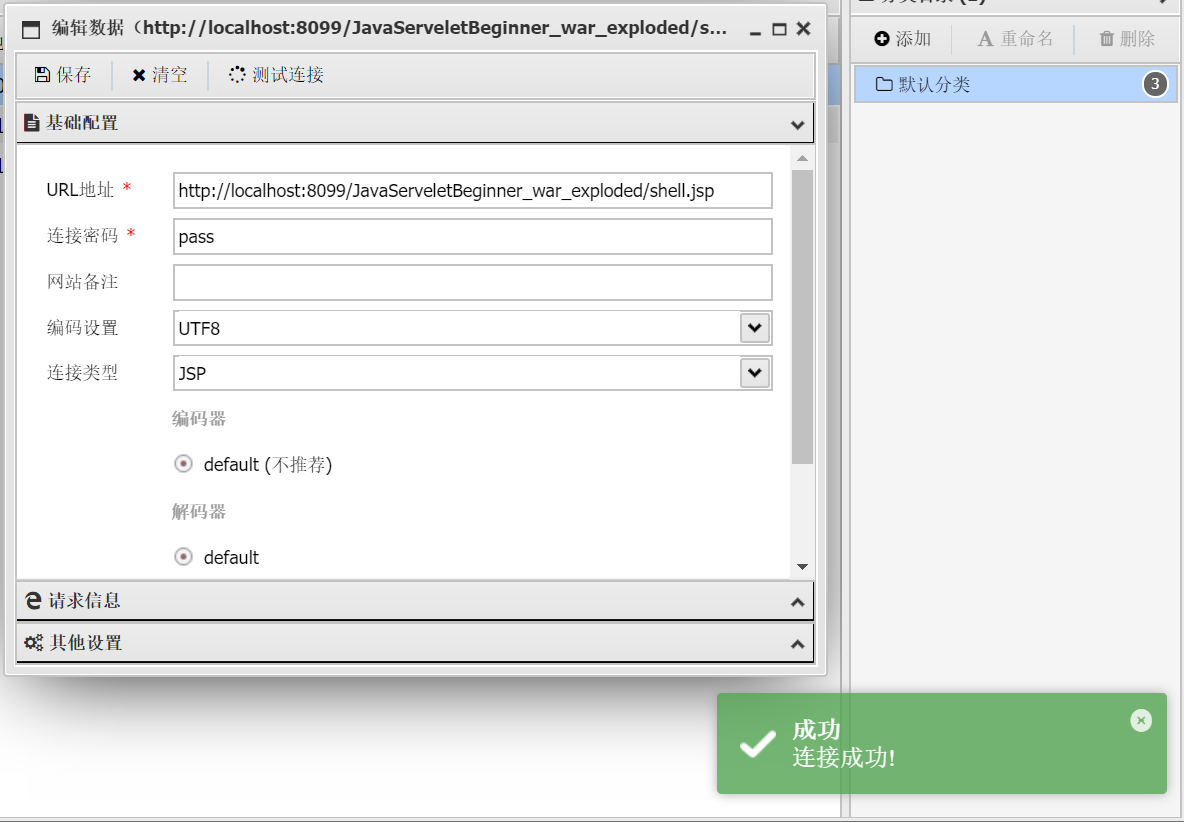 编辑数据（http://localhost:8099/JavaServeletBeginner_war_exploded/s...
保存 清空 测试连接
基础配置
URL地址 * http://localhost:8099/JavaServeletBeginner_war_exploded/shell.jsp
连接密码 * pass
网站备注
编码设置 UTF8
连接类型 JSP
编码器
default (不推荐)
解码器
default
请求信息
其他设置
添加 重命名 删除
默认分类 3
成功
连接成功!